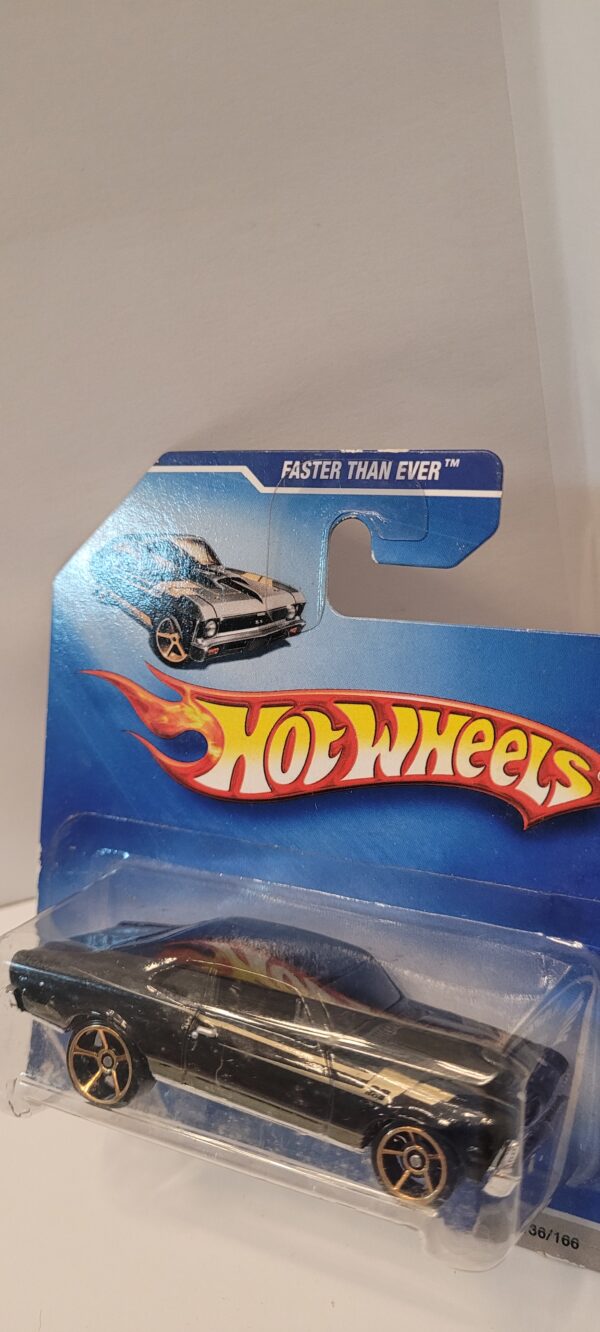 FASTER THAN EVER™
HOT WHEELS
36/166